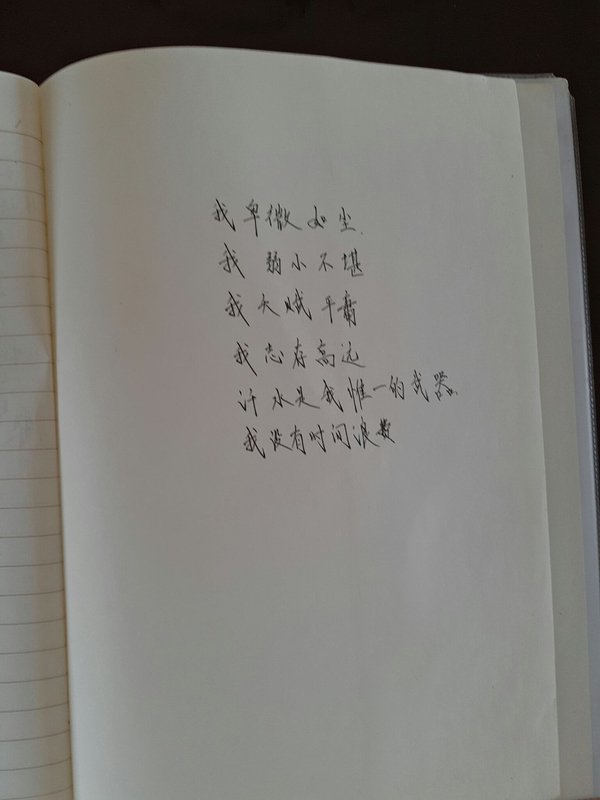 我卑微如尘.
我弱小不堪
我天赋平庸
我志存高远
汗水是我惟一的武器
我没有时间浪费